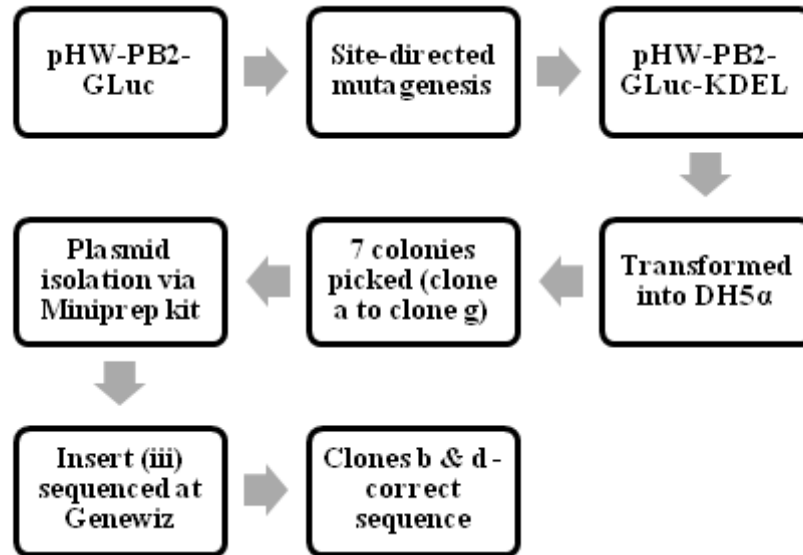 pHW-PB2-
GLuc
Site-directed
mutagenesis
pHW-PB2-
GLuc-KDEL
Transformed
into DH5α
7 colonies
picked (clone
a to clone g)
Plasmid
isolation via
Miniprep kit
Insert (iii)
sequenced at
Genewiz
Clones b & d -
correct
sequence